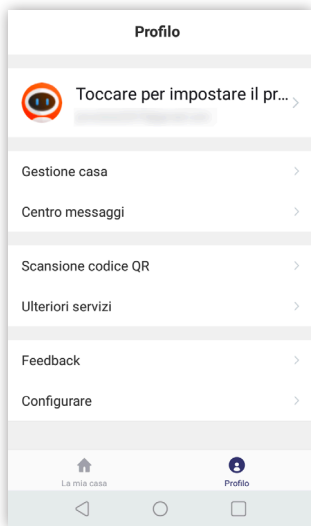 Profilo
Toccare per impostare il pr...
Gestione casa
Centro messaggi
Scansione codice QR
Ulteriori servizi
Feedback
Configurare
La mia casa
Profilo